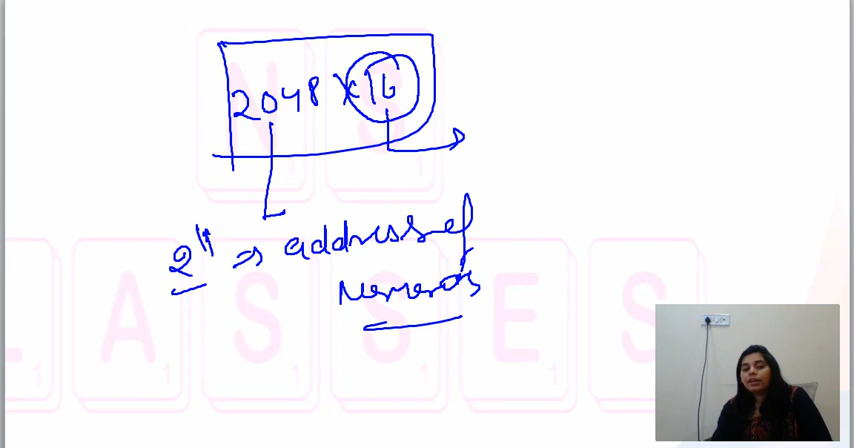 2048 × 16
2^11 ⇒ address of
memory
N S
L A S S E S